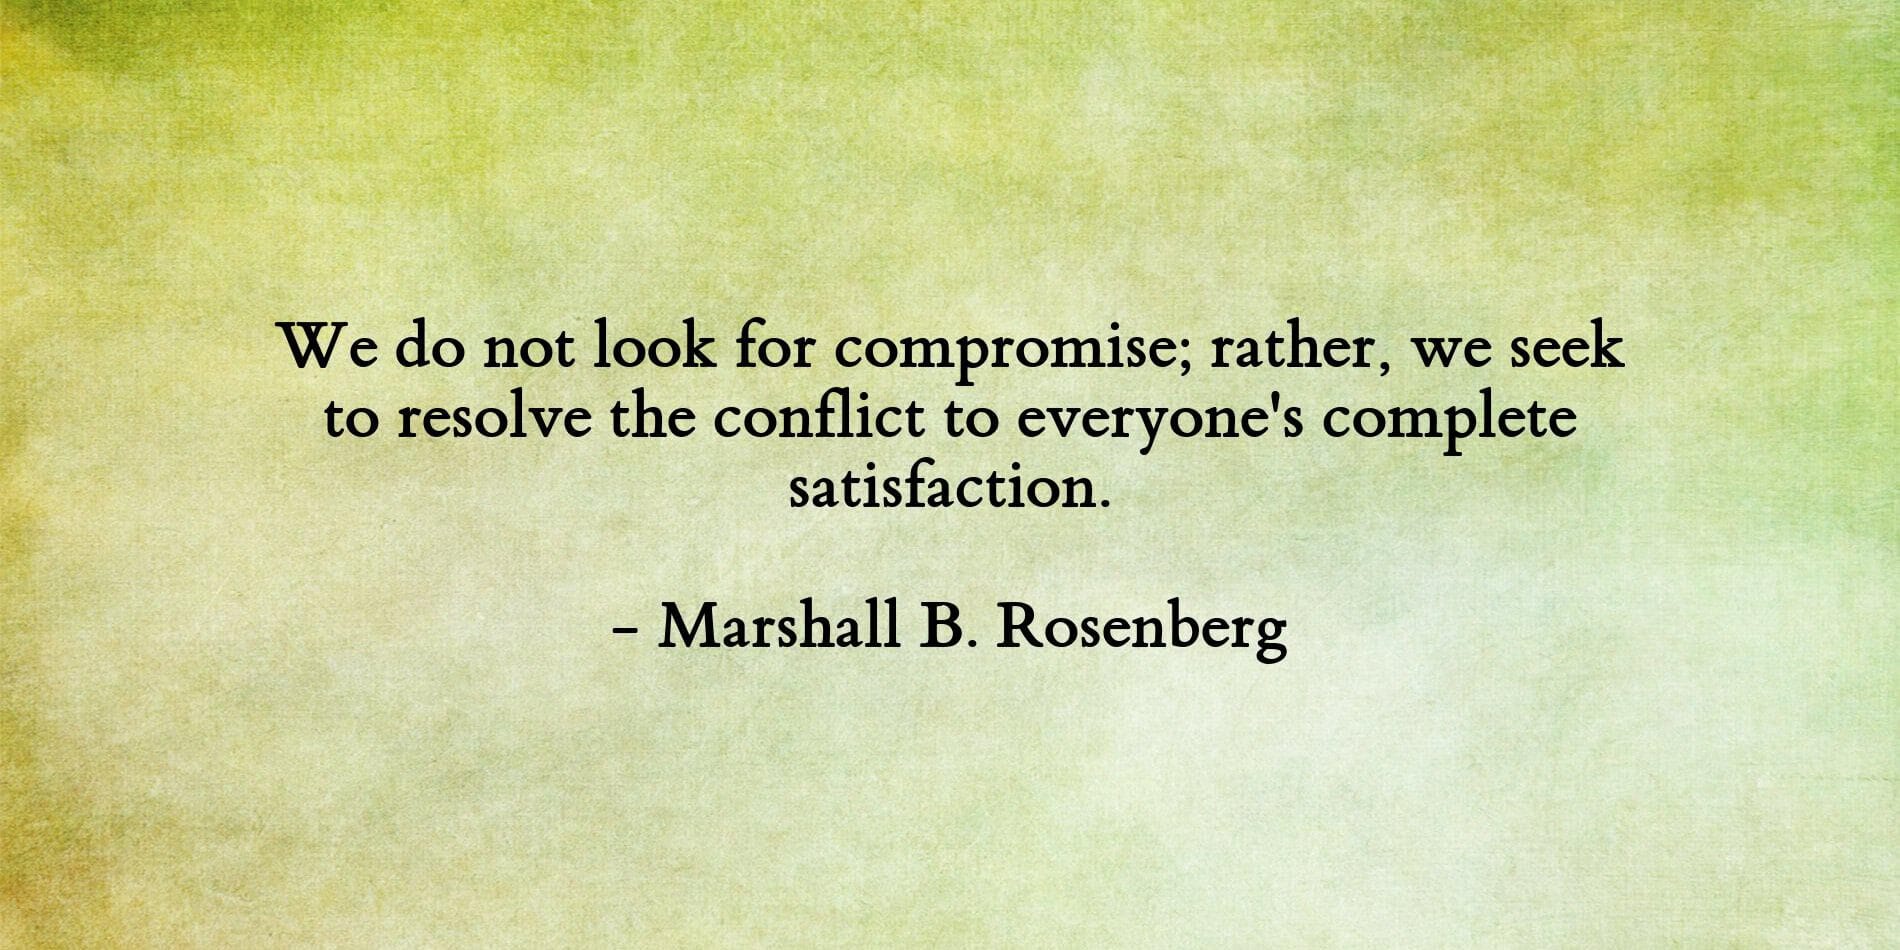 We do not look for compromise; rather, we seek
to resolve the conflict to everyone's complete
satisfaction.
- Marshall B. Rosenberg